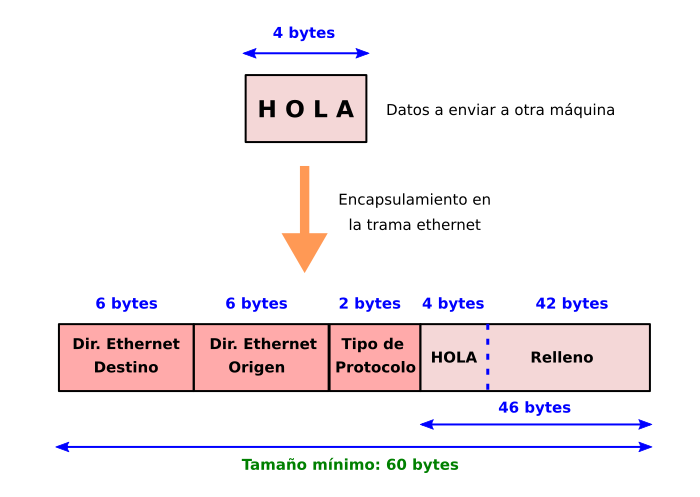 4 bytes
H O L A
Datos a enviar a otra máquina
Encapsulamiento en
la trama ethernet
6 bytes
6 bytes
2 bytes
4 bytes
42 bytes
Dir. Ethernet
Destino
Dir. Ethernet
Origen
Tipo de
Protocolo
HOLA
Relleno
46 bytes
Tamaño mínimo: 60 bytes